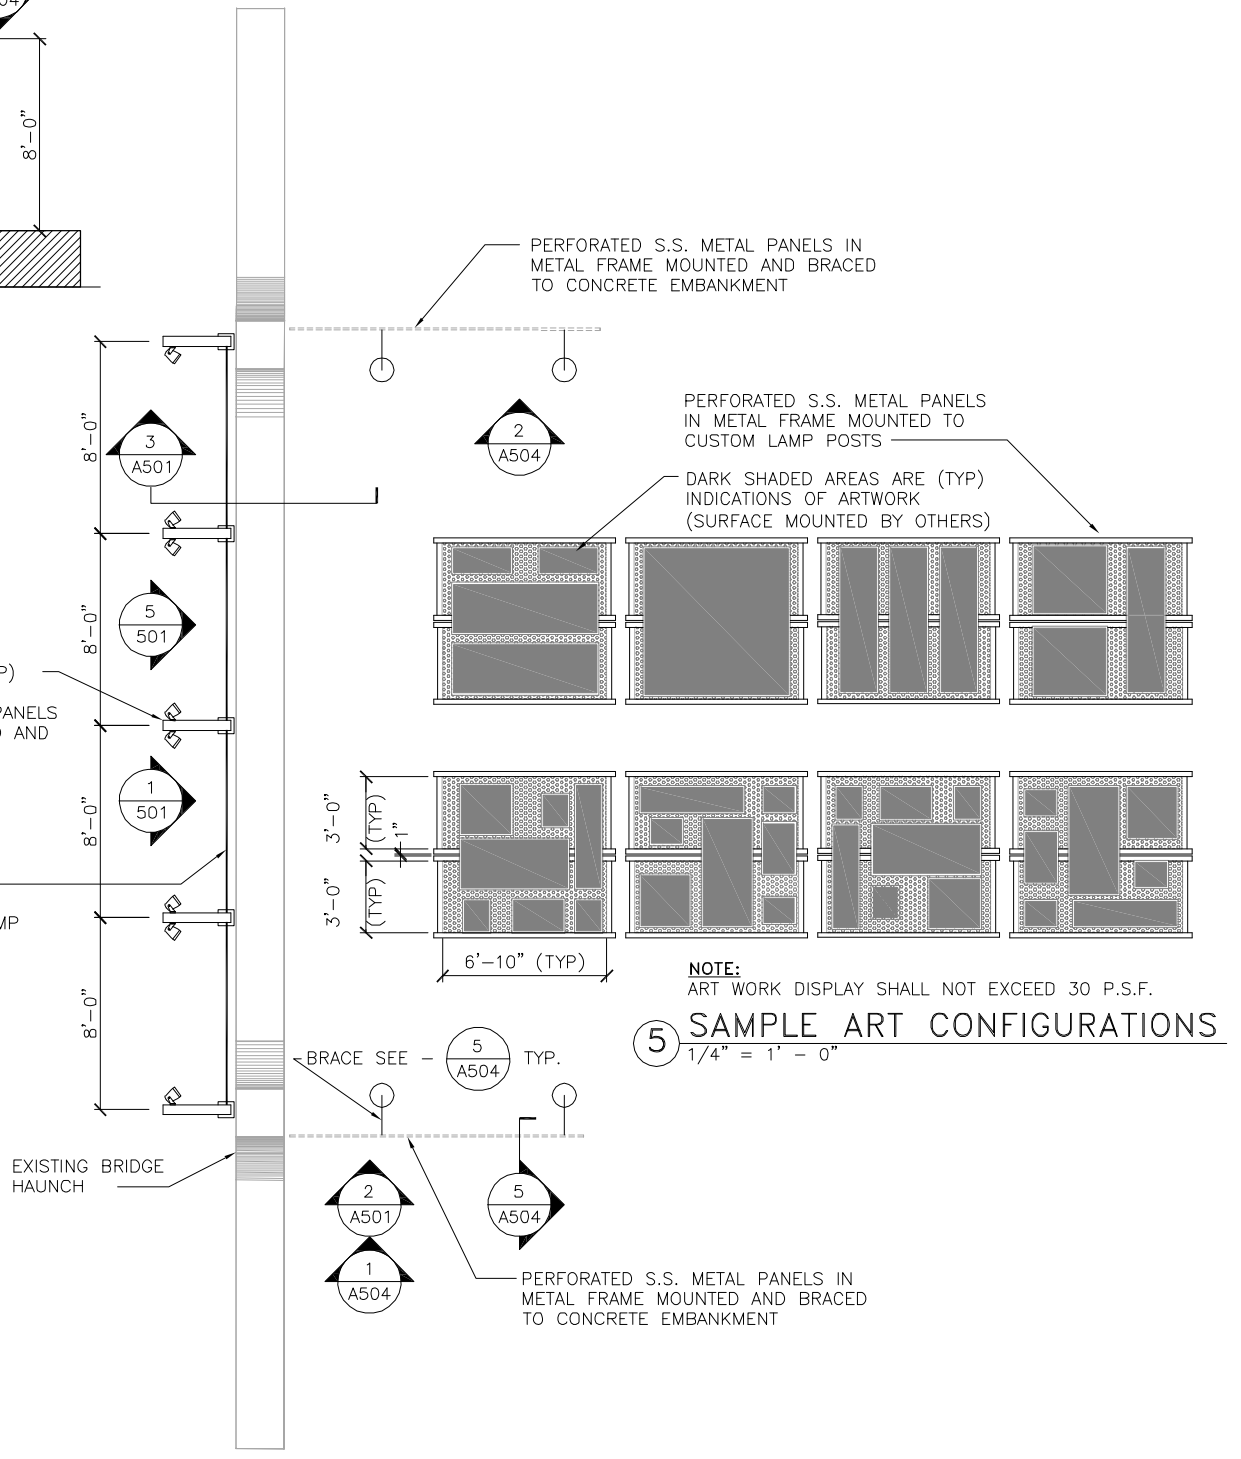 8'-0"
PERFORATED S.S. METAL PANELS IN
METAL FRAME MOUNTED AND BRACED
TO CONCRETE EMBANKMENT
8'-0"
3
A501
2
A504
PERFORATED S.S. METAL PANELS
IN METAL FRAME MOUNTED TO
CUSTOM LAMP POSTS
DARK SHADED AREAS ARE (TYP)
INDICATIONS OF ARTWORK
(SURFACE MOUNTED BY OTHERS)
8'-0"
5
501
PANELS
AND
1
501
8'-0"
3'-0"
(TYP)
1"
3'-0"
(TYP)
6'-10" (TYP)
NOTE:
ART WORK DISPLAY SHALL NOT EXCEED 30 P.S.F.
5
SAMPLE ART CONFIGURATIONS
1/4" = 1' - 0"
8'-0"
BRACE SEE -
5
A504
TYP.
EXISTING BRIDGE
HAUNCH
2
A501
5
A504
1
A504
PERFORATED S.S. METAL PANELS IN
METAL FRAME MOUNTED AND BRACED
TO CONCRETE EMBANKMENT